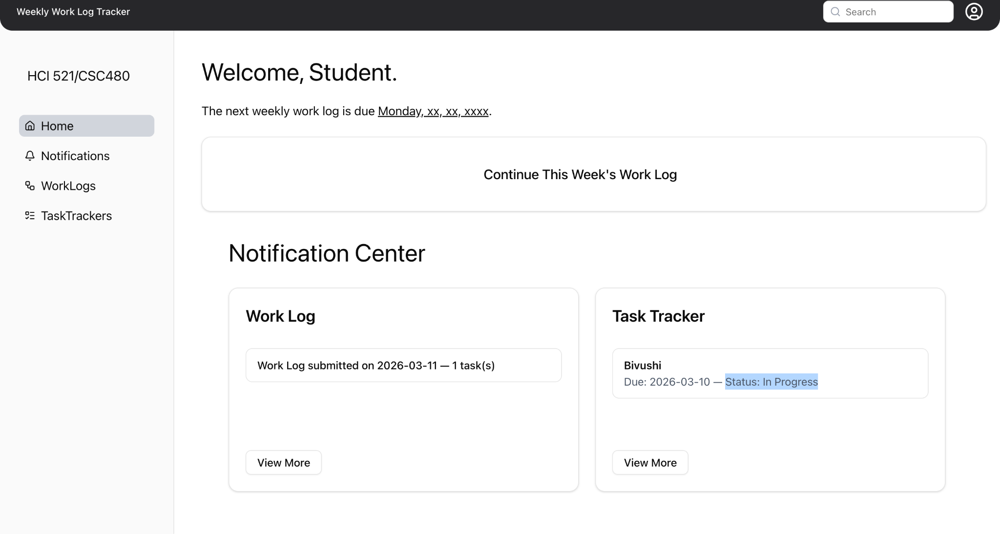 Weekly Work Log Tracker
Search
HCI 521/CSC480
Home
Notifications
WorkLogs
TaskTrackers
Welcome, Student.
The next weekly work log is due Monday, xx, xx, xxxx.
Continue This Week's Work Log
Notification Center
Work Log
Work Log submitted on 2026-03-11 — 1 task(s)
View More
Task Tracker
Bivushi
Due: 2026-03-10 — Status: In Progress
View More